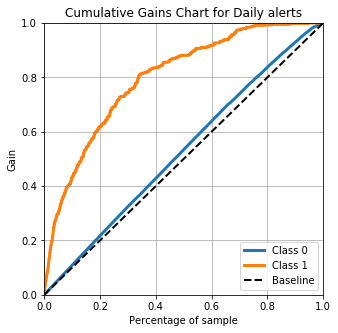 Cumulative Gains Chart for Daily alerts
1.0
0.8
0.6
0.4
0.2
0.0
Gain
Class 0
Class 1
Baseline
0.0 0.2 0.4 0.6 0.8 1.0
Percentage of sample